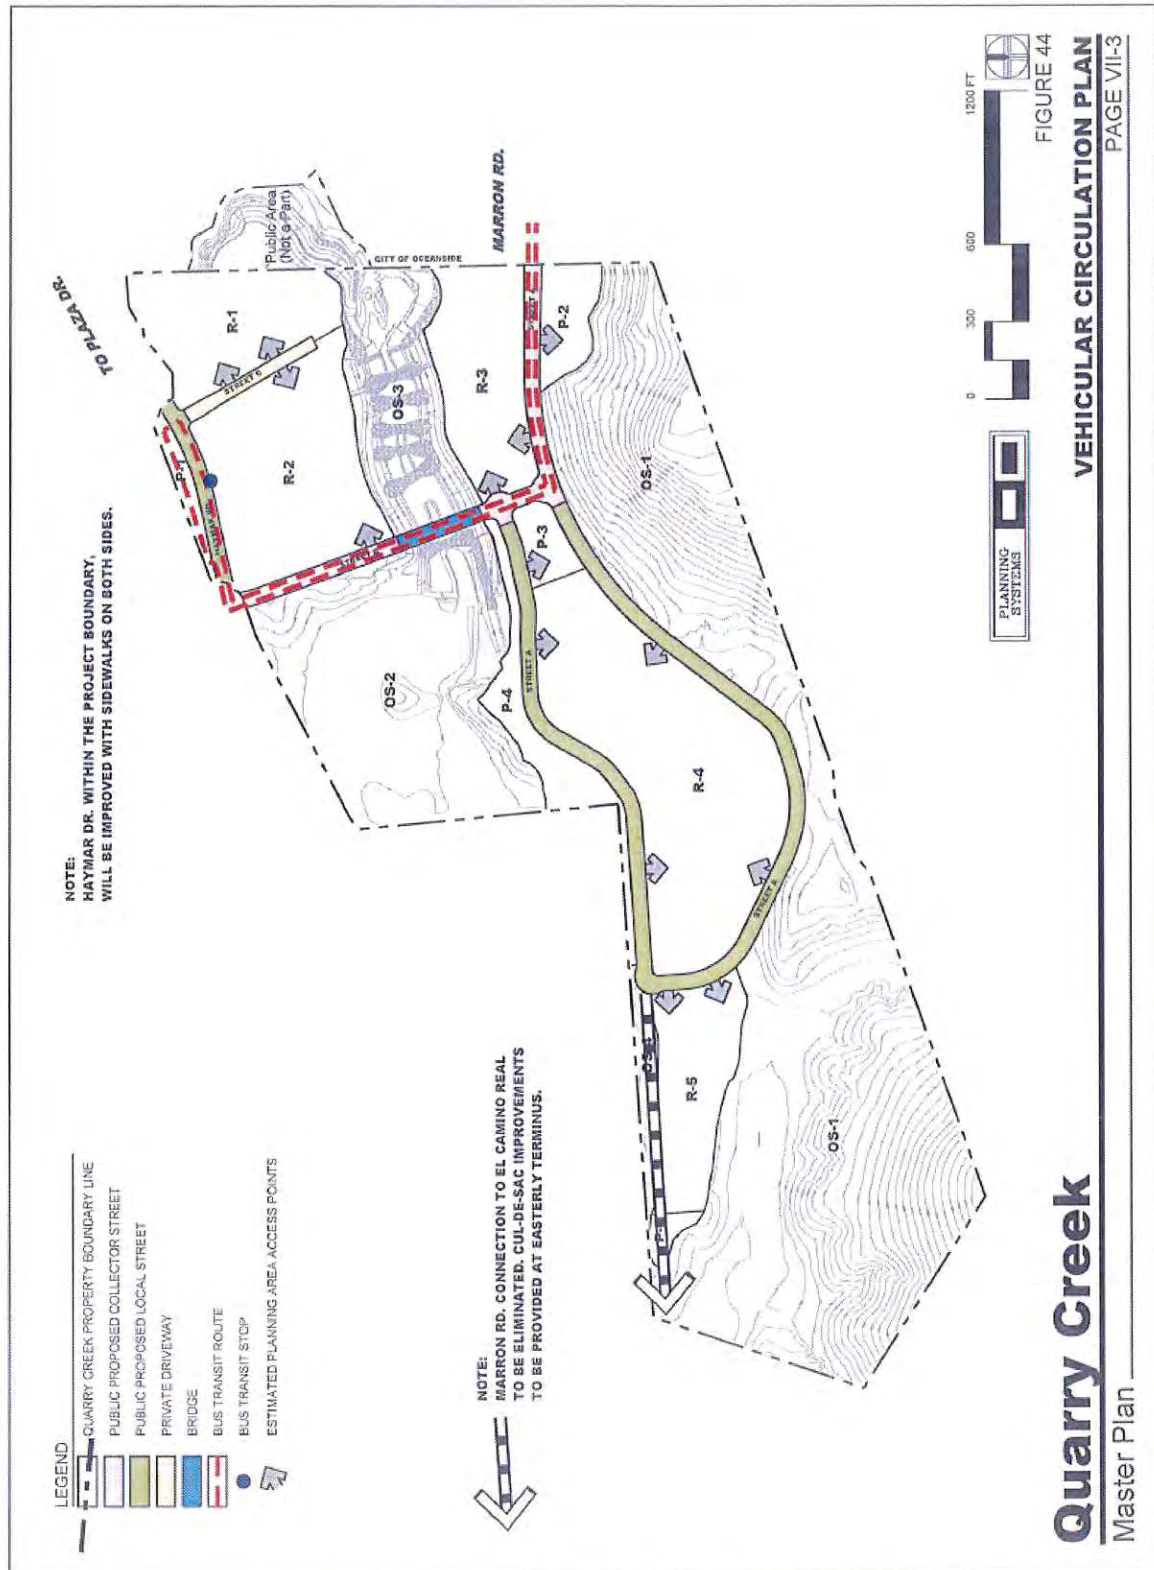 LEGEND
QUARRY CREEK PROPERTY BOUNDARY LINE
PUBLIC PROPOSED COLLECTOR STREET
PUBLIC PROPOSED LOCAL STREET
PRIVATE DRIVEWAY
BRIDGE
BUS TRANSIT ROUTE
BUS TRANSIT STOP
ESTIMATED PLANNING AREA ACCESS POINTS
NOTE:
HAYMAR DR. WITHIN THE PROJECT BOUNDARY,
WILL BE IMPROVED WITH SIDEWALKS ON BOTH SIDES.
TO PLAZA DR.
P-1
R-1
STREET
R-2
Public Area
(Not a Part)
CITY OF OCEANSIDE
OS-3
OS-2
R-3
MARRON RD.
P-2
P-3
P-4
STREET A
OS-1
R-4
STREET A
R-5
OS-1
NOTE:
MARRON RD. CONNECTION TO EL CAMINO REAL
TO BE ELIMINATED. CUL-DE-SAC IMPROVEMENTS
TO BE PROVIDED AT EASTERLY TERMINUS.
PLANNING
SYSTEMS
0 300 600 1200 FT
FIGURE 44
Quarry Creek
VEHICULAR CIRCULATION PLAN
Master Plan
PAGE VII-3